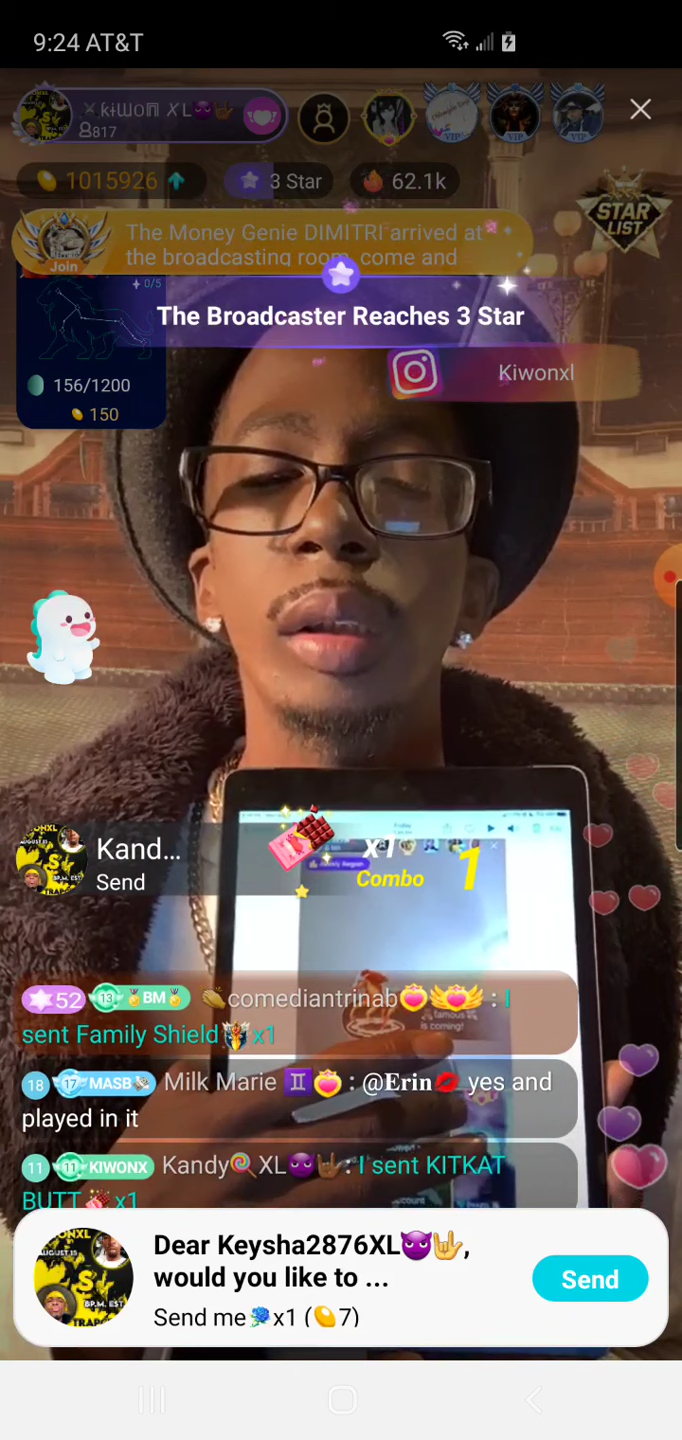 9:24 AT&T
⚔ƙɨШOПXL😈🤟
817
VIP VIP VIP
1015926
3 Star
62.1k
STAR
LIST
The Money Genie DIMITRI arrived at
the broadcasting room, come and
Join
0/5
The Broadcaster Reaches 3 Star
156/1200
150
Kiwonxl
Kand...
Send
x1
Combo
1
52 13 🏅BM🏅 👏comediantrinab : I
sent Family Shield x1
18 17 MASB Milk Marie ♊ : @𝐄𝐫𝐢𝐧💋 yes and
played in it
11 11 KIWONX Kandy🍭XL😈🤟 : I sent KITKAT
BUTT🍫x1
Dear Keysha2876XL😈🤟,
would you like to ...
Send me x1 ( 7)
Send